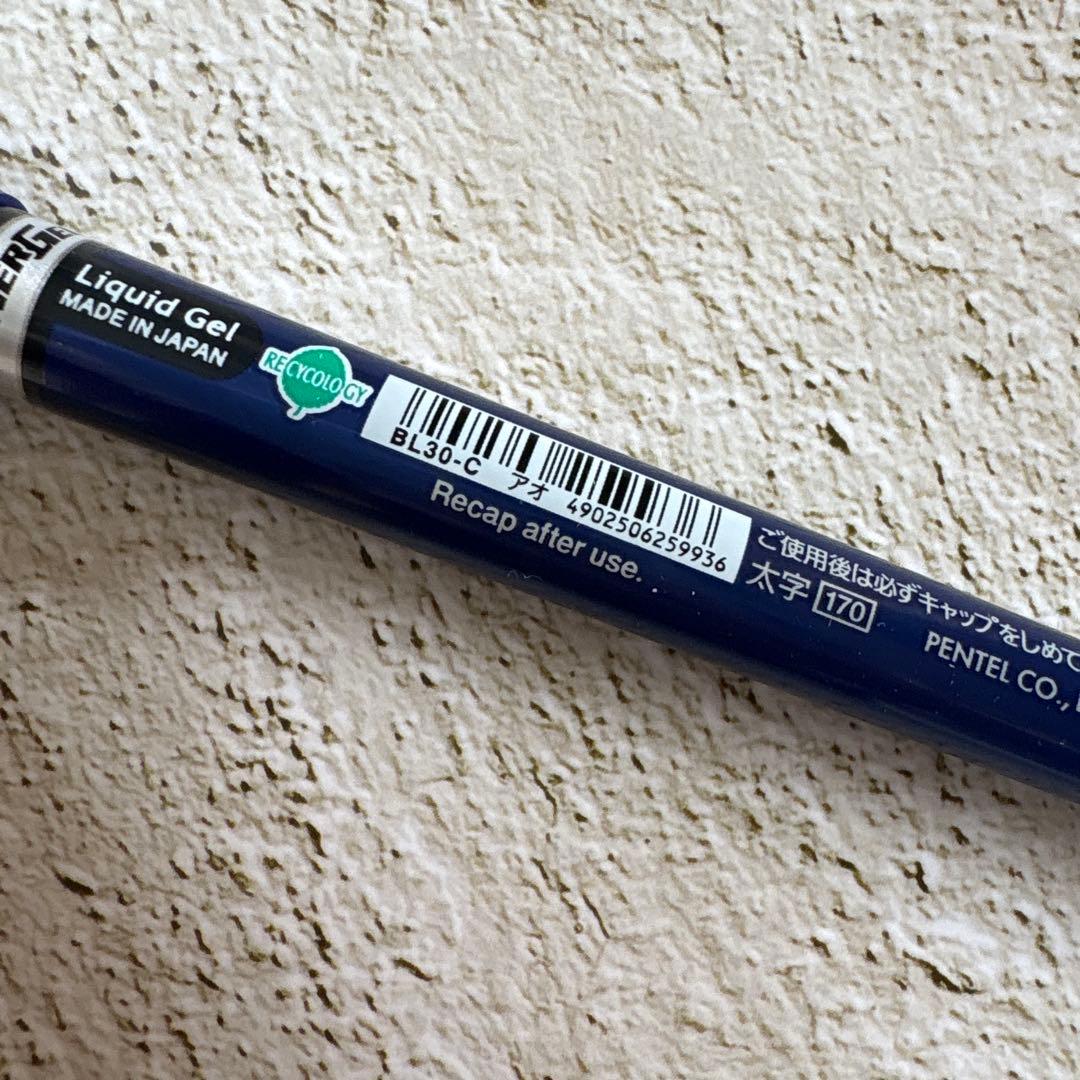 Liquid Gel
MADE IN JAPAN
RECYCOLOGY
BL30-C アオ 4902506259936
Recap after use.
ご使用後は必ずキャップをしめて
太字 170
PENTEL CO.,